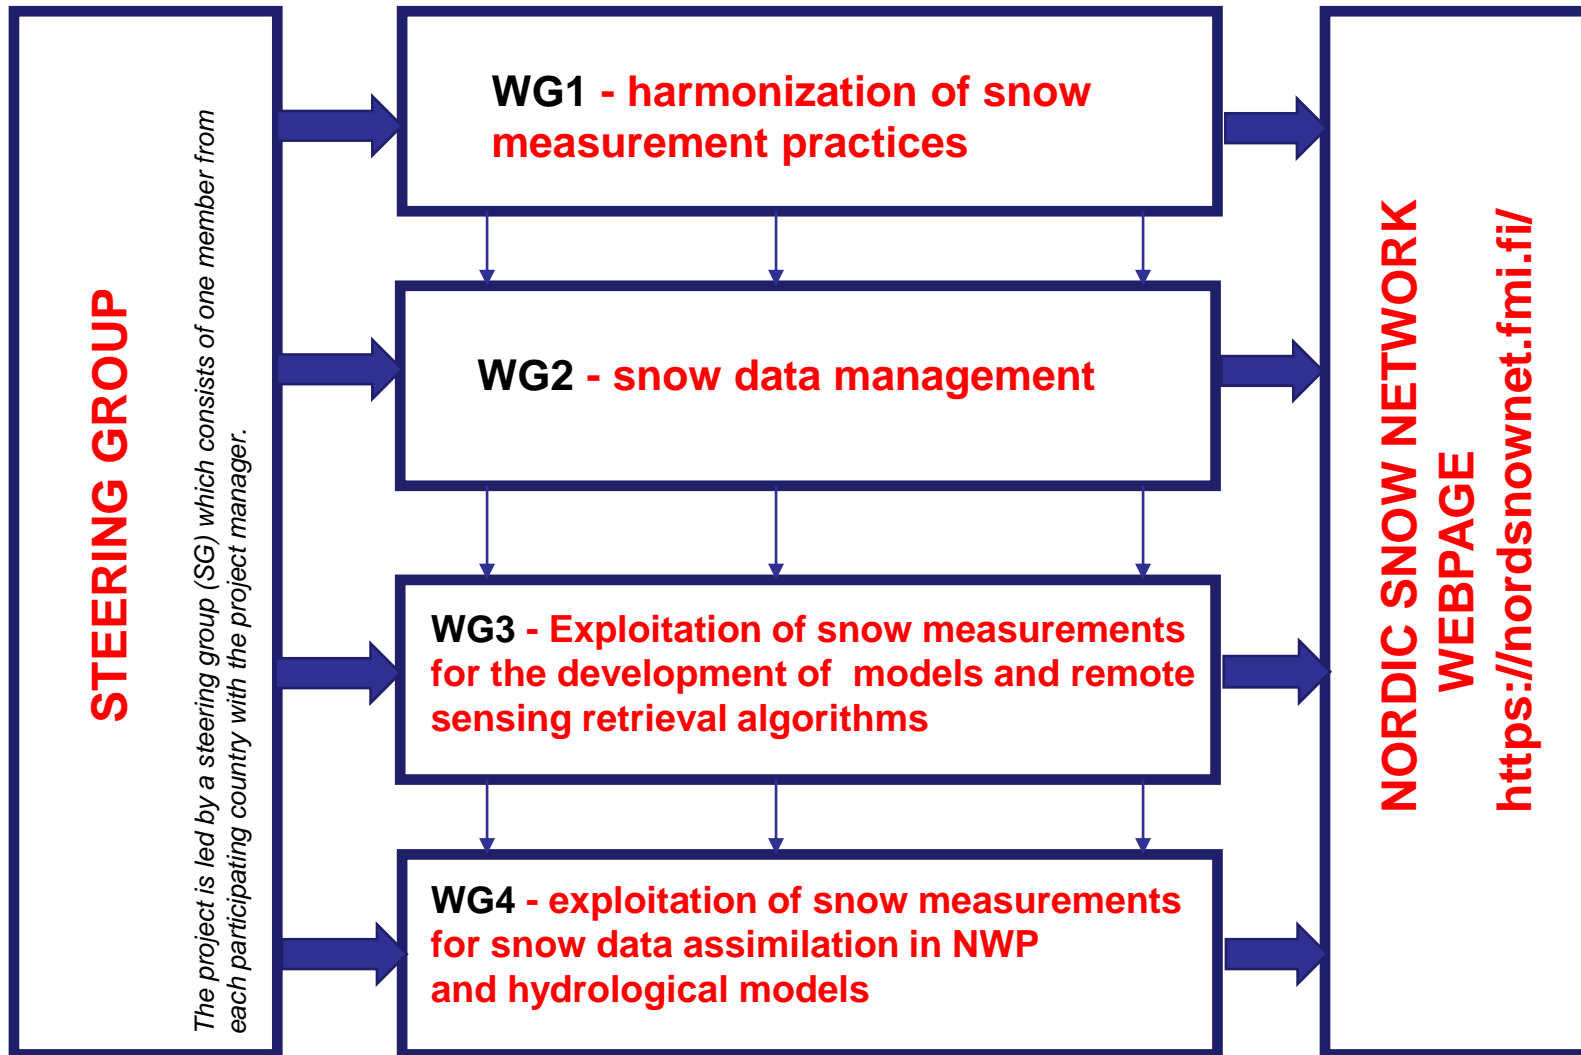 STEERING GROUP
The project is led by a steering group (SG) which consists of one member from
each participating country with the project manager.
WG1 - harmonization of snow
measurement practices
WG2 - snow data management
WG3 - Exploitation of snow measurements
for the development of  models and remote
sensing retrieval algorithms
WG4 - exploitation of snow measurements
for snow data assimilation in NWP
and hydrological models
NORDIC SNOW NETWORK
WEBPAGE
https://nordsnownet.fmi.fi/